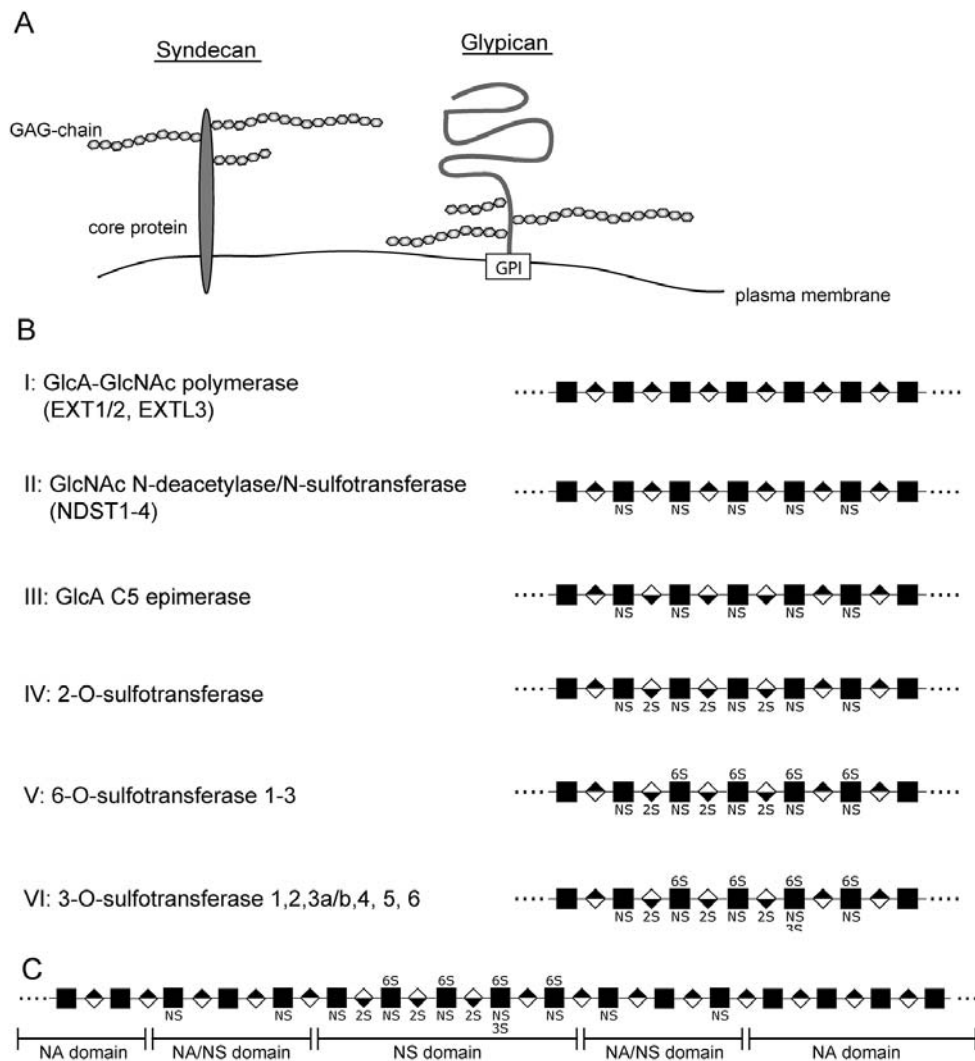 A
Syndecan
Glypican
GAG-chain
core protein
GPI
plasma membrane
B
I: GlcA-GlcNAc polymerase
(EXT1/2, EXTL3)
II: GlcNAc N-deacetylase/N-sulfotransferase
(NDST1-4)
NS NS NS NS NS
III: GlcA C5 epimerase
NS NS NS NS NS
IV: 2-O-sulfotransferase
NS 2S NS 2S NS 2S NS NS
6S 6S 6S 6S
V: 6-O-sulfotransferase 1-3
NS 2S NS 2S NS 2S NS NS
6S 6S 6S 6S
VI: 3-O-sulfotransferase 1,2,3a/b,4, 5, 6
NS 2S NS 2S NS 2S NS NS
3S
C
6S 6S 6S 6S
NS NS NS 2S NS 2S NS 2S NS NS NS NS
3S
NA domain NA/NS domain NS domain NA/NS domain NA domain